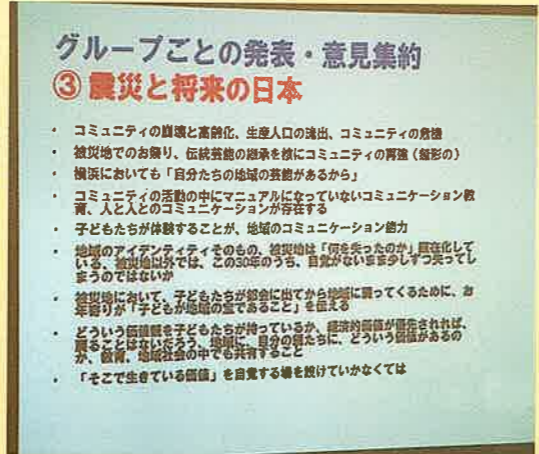 グループごとの発表・意見集約
③ 震災と将来の日本
・ コミュニティの崩壊と高齢化、生産人口の流出、コミュニティの危機
・ 被災地でのお祭り、伝統芸能の継承を核にコミュニティの再建（雛形の）
・ 横浜においても「自分たちの地域の芸能があるから」
・ コミュニティの活動の中にマニュアルになっていないコミュニケーション教
育、人と人とのコミュニケーションが存在する
・ 子どもたちが体験することが、地域のコミュニケーション能力
・ 地域のアイデンティティそのもの、被災地は「何を失ったのか」顕在化して
いる、被災地以外では、この30年のうち、自覚がないまま少しずつ失ってし
まうのではないか
・ 被災地において、子どもたちが都会に出てから地域に戻ってくるために、お
年寄りが「子どもが地域の宝であること」を伝える
・ どういう価値観を子どもたちが持っているか、経済的価値が優先されれば、
戻ることはないだろう、地域に、自分の親たちに、どういう価値があるの
か、教育、地域社会の中でも共有すること
・ 「そこで生きている価値」を自覚する場を設けていかなくては